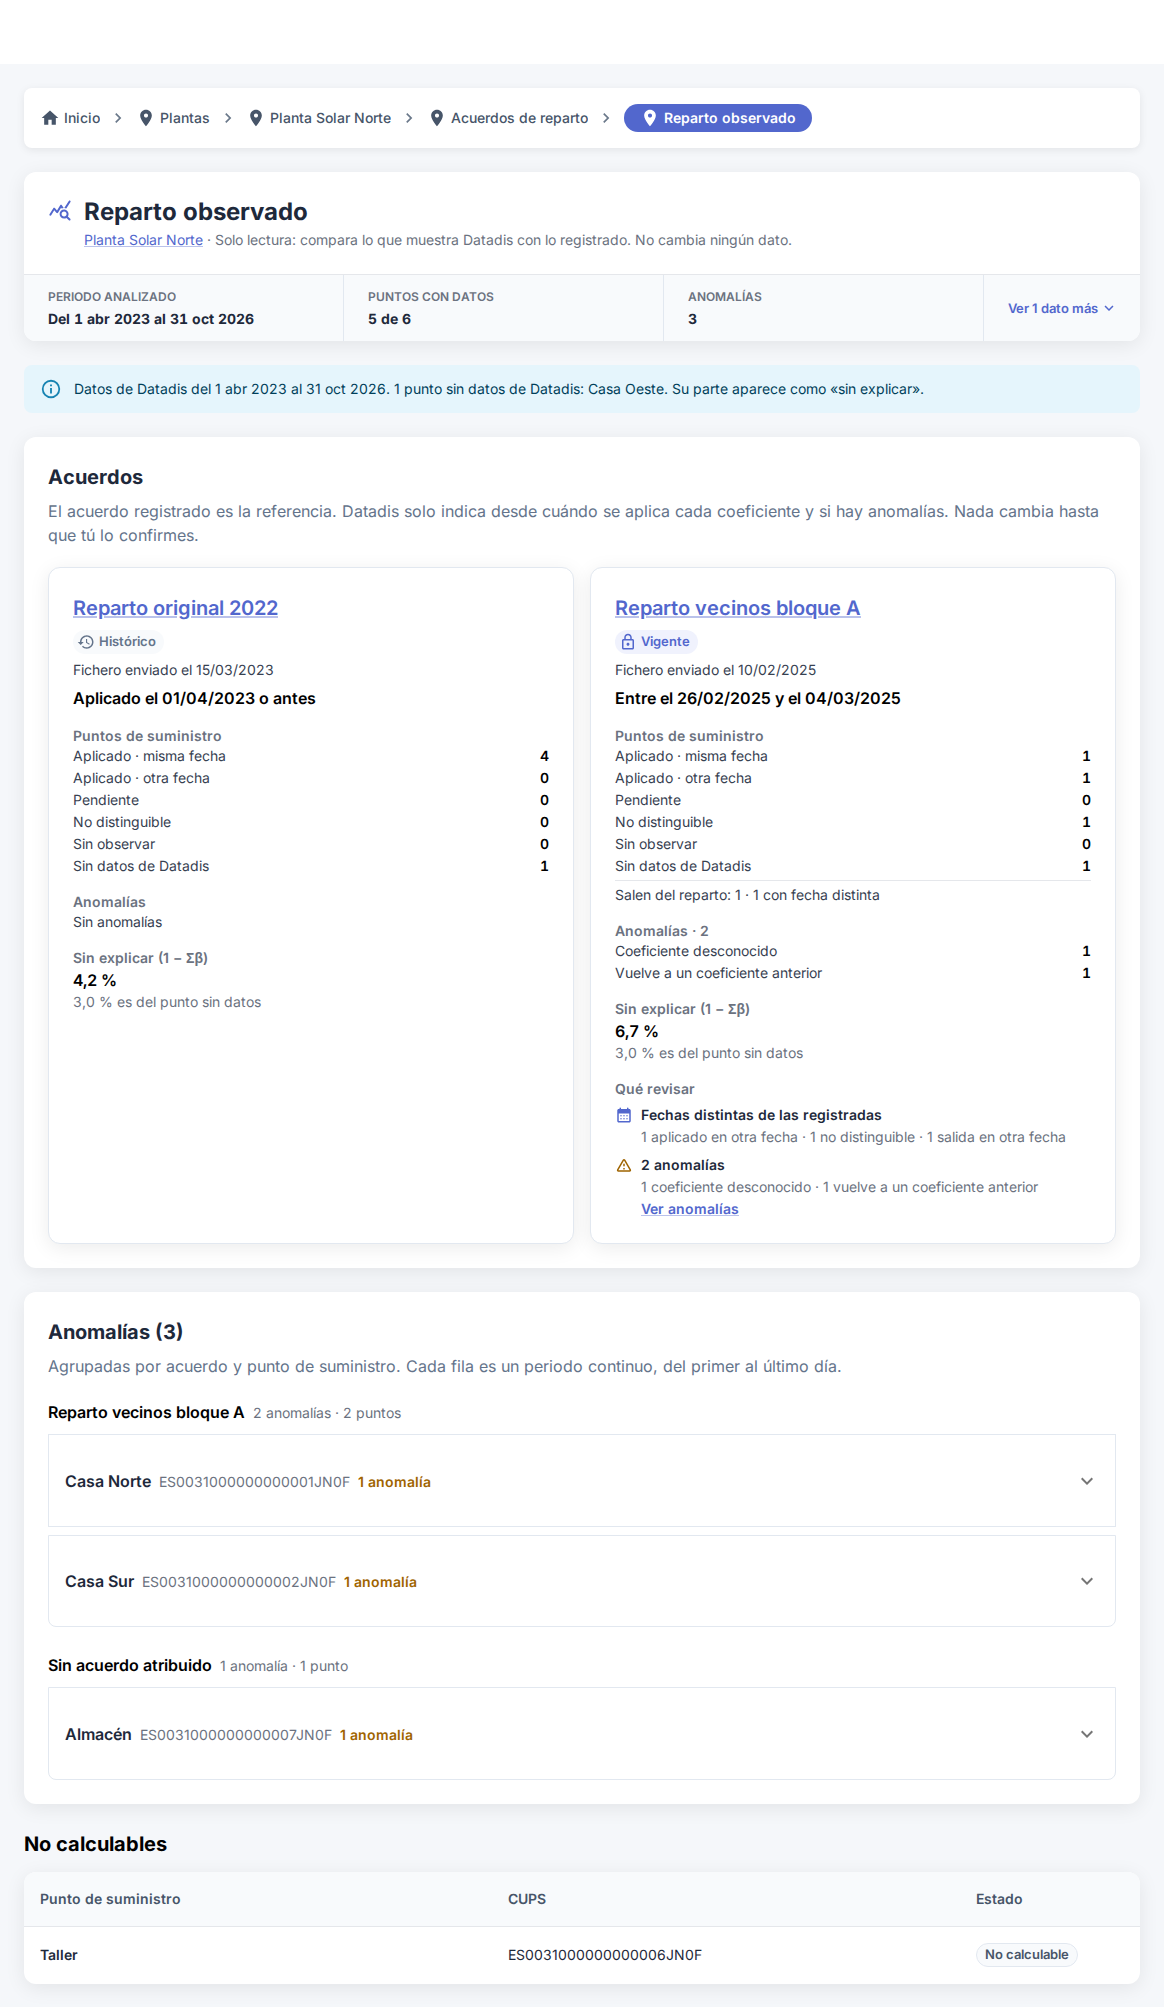 Inicio
Plantas
Planta Solar Norte
Acuerdos de reparto
Reparto observado
Reparto observado
Planta Solar Norte · Solo lectura: compara lo que muestra Datadis con lo registrado. No cambia ningún dato.
PERIODO ANALIZADO
Del 1 abr 2023 al 31 oct 2026
PUNTOS CON DATOS
5 de 6
ANOMALÍAS
3
Ver 1 dato más
Datos de Datadis del 1 abr 2023 al 31 oct 2026. 1 punto sin datos de Datadis: Casa Oeste. Su parte aparece como «sin explicar».
Acuerdos
El acuerdo registrado es la referencia. Datadis solo indica desde cuándo se aplica cada coeficiente y si hay anomalías. Nada cambia hasta
que tú lo confirmes.
Reparto original 2022
Histórico
Fichero enviado el 15/03/2023
Aplicado el 01/04/2023 o antes
Puntos de suministro
Aplicado · misma fecha 4
Aplicado · otra fecha 0
Pendiente 0
No distinguible 0
Sin observar 0
Sin datos de Datadis 1
Anomalías
Sin anomalías
Sin explicar (1 − Σβ)
4,2 %
3,0 % es del punto sin datos
Reparto vecinos bloque A
Vigente
Fichero enviado el 10/02/2025
Entre el 26/02/2025 y el 04/03/2025
Puntos de suministro
Aplicado · misma fecha 1
Aplicado · otra fecha 1
Pendiente 0
No distinguible 1
Sin observar 0
Sin datos de Datadis 1
Salen del reparto: 1 · 1 con fecha distinta
Anomalías · 2
Coeficiente desconocido 1
Vuelve a un coeficiente anterior 1
Sin explicar (1 − Σβ)
6,7 %
3,0 % es del punto sin datos
Qué revisar
Fechas distintas de las registradas
1 aplicado en otra fecha · 1 no distinguible · 1 salida en otra fecha
2 anomalías
1 coeficiente desconocido · 1 vuelve a un coeficiente anterior
Ver anomalías
Anomalías (3)
Agrupadas por acuerdo y punto de suministro. Cada fila es un periodo continuo, del primer al último día.
Reparto vecinos bloque A 2 anomalías · 2 puntos
Casa Norte ES0031000000000001JN0F 1 anomalía
Casa Sur ES0031000000000002JN0F 1 anomalía
Sin acuerdo atribuido 1 anomalía · 1 punto
Almacén ES0031000000000007JN0F 1 anomalía
No calculables
Punto de suministro CUPS Estado
Taller ES0031000000000006JN0F No calculable